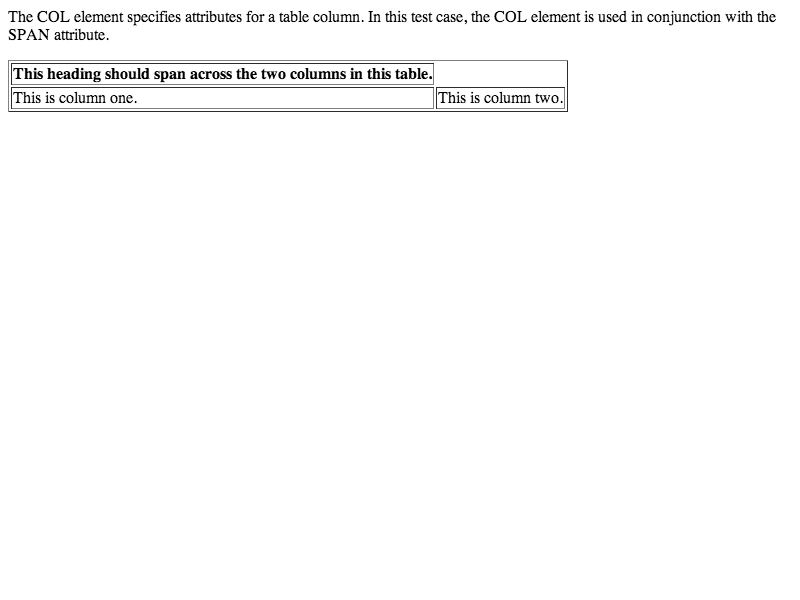 The COL element specifies attributes for a table column. In this test case, the COL element is used in conjunction with the
SPAN attribute.
This heading should span across the two columns in this table.
This is column one. This is column two.